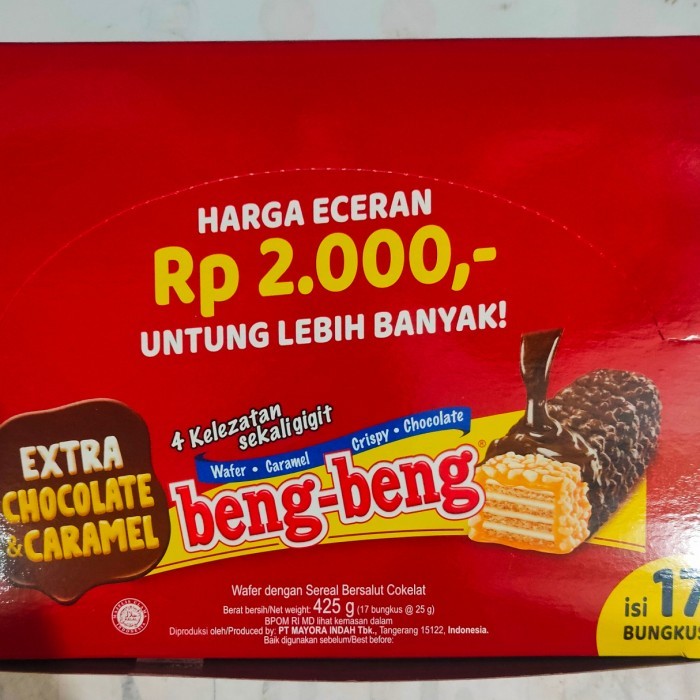 HARGA ECERAN
Rp 2.000,-
UNTUNG LEBIH BANYAK!
4 Kelezatan
sekali gigit
Wafer • Caramel Crispy • Chocolate
beng-beng®
EXTRA
CHOCOLATE
& CARAMEL
Wafer dengan Sereal Bersalut Cokelat
Berat bersih/Net weight: 425 g (17 bungkus @ 25 g)
BPOM RI MD lihat kemasan dalam
Diproduksi oleh/Produced by: PT MAYORA INDAH Tbk., Tangerang 15122, Indonesia.
Baik digunakan sebelum/Best before:
isi 17
BUNGKUS